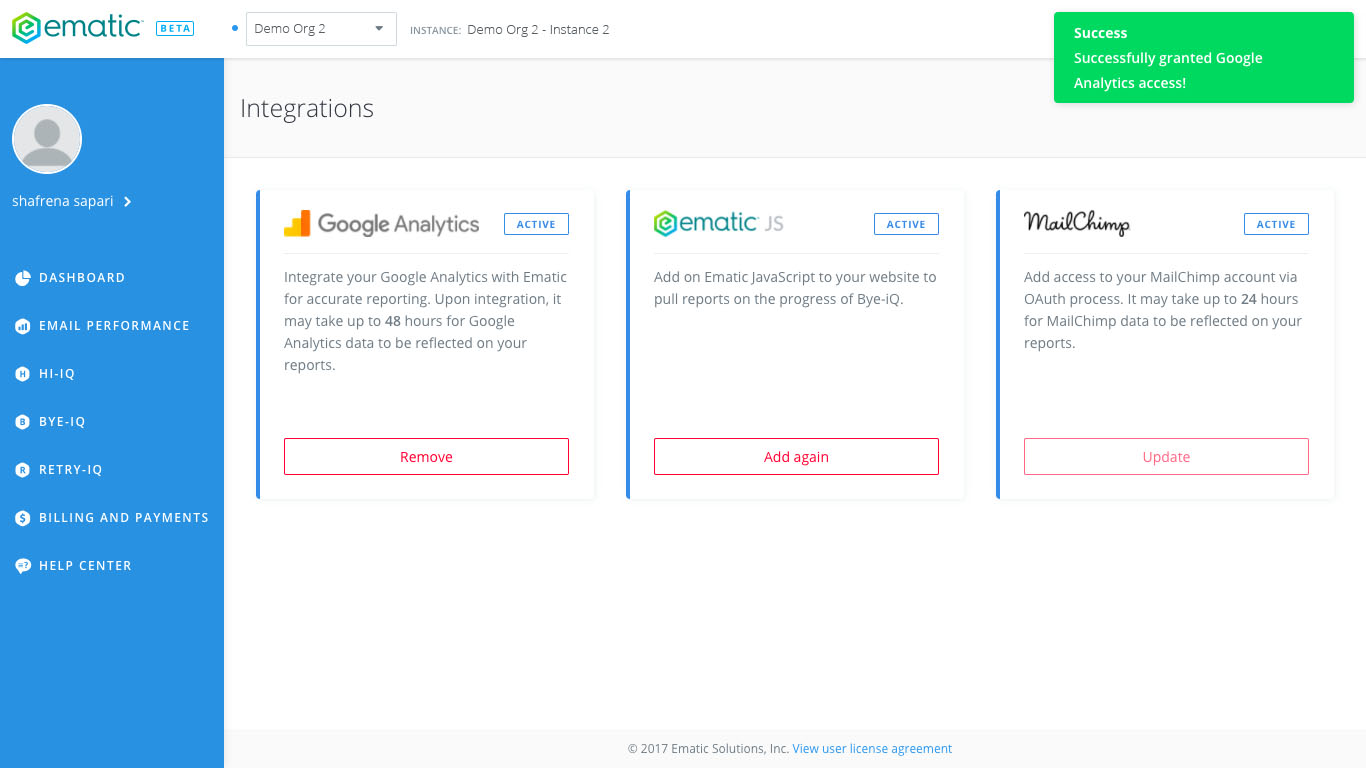 ematic BETA
Demo Org 2
INSTANCE: Demo Org 2 - Instance 2
Success
Successfully granted Google
Analytics access!
shafrena sapari
DASHBOARD
EMAIL PERFORMANCE
HI-IQ
BYE-IQ
RETRY-IQ
BILLING AND PAYMENTS
HELP CENTER
Integrations
Google Analytics ACTIVE
Integrate your Google Analytics with Ematic
for accurate reporting. Upon integration, it
may take up to 48 hours for Google
Analytics data to be reflected on your
reports.
Remove
ematic JS ACTIVE
Add on Ematic JavaScript to your website to
pull reports on the progress of Bye-iQ.
Add again
MailChimp ACTIVE
Add access to your MailChimp account via
OAuth process. It may take up to 24 hours
for MailChimp data to be reflected on your
reports.
Update
© 2017 Ematic Solutions, Inc. View user license agreement